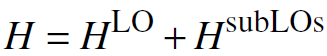 H = H^LO + H^subLOs